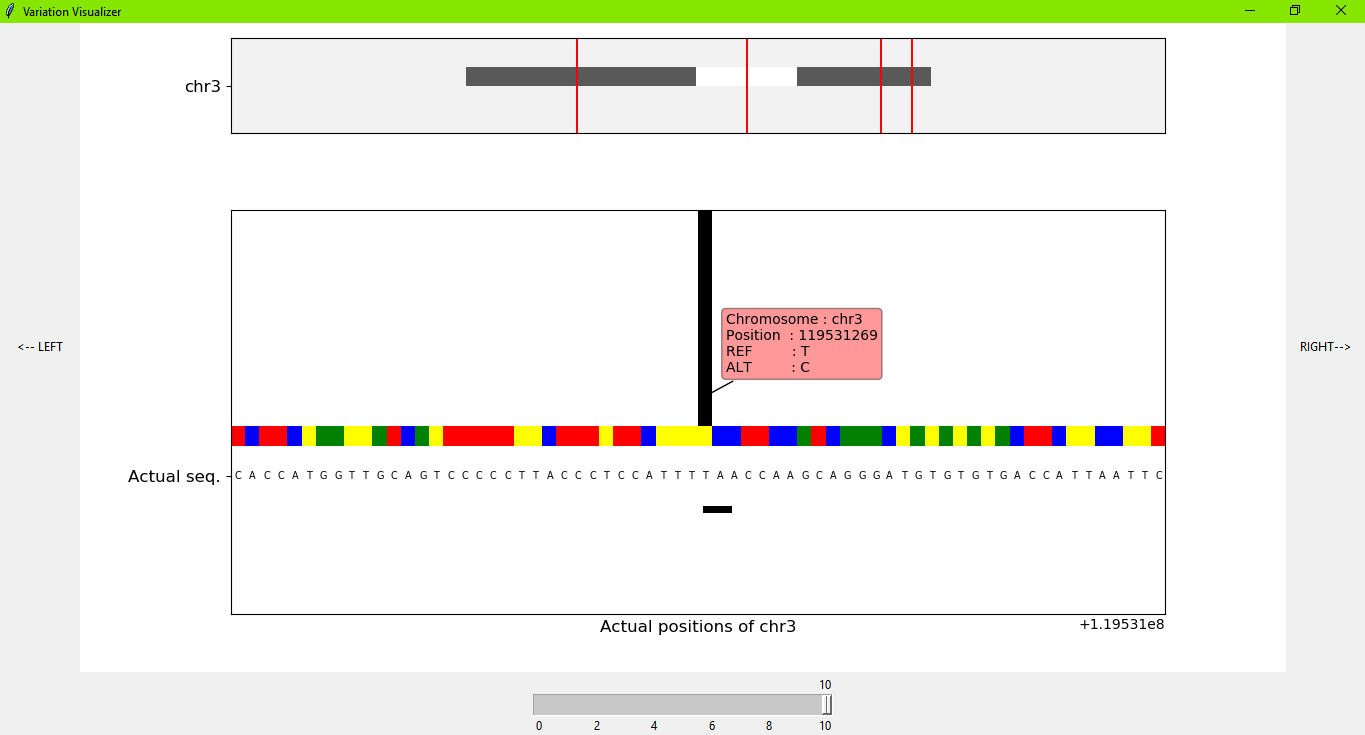 Variation Visualizer
chr3
<-- LEFT
Chromosome : chr3
Position : 119531269
REF : T
ALT : C
RIGHT-->
Actual seq.
C A C C A T G G T T G C A G T C C C C C T T A C C C T C C A T T T T A A C C A A G C A G G G A T G T G T G T G A C C A T T A A T T C
Actual positions of chr3
+1.19531e8
10
0 2 4 6 8 10